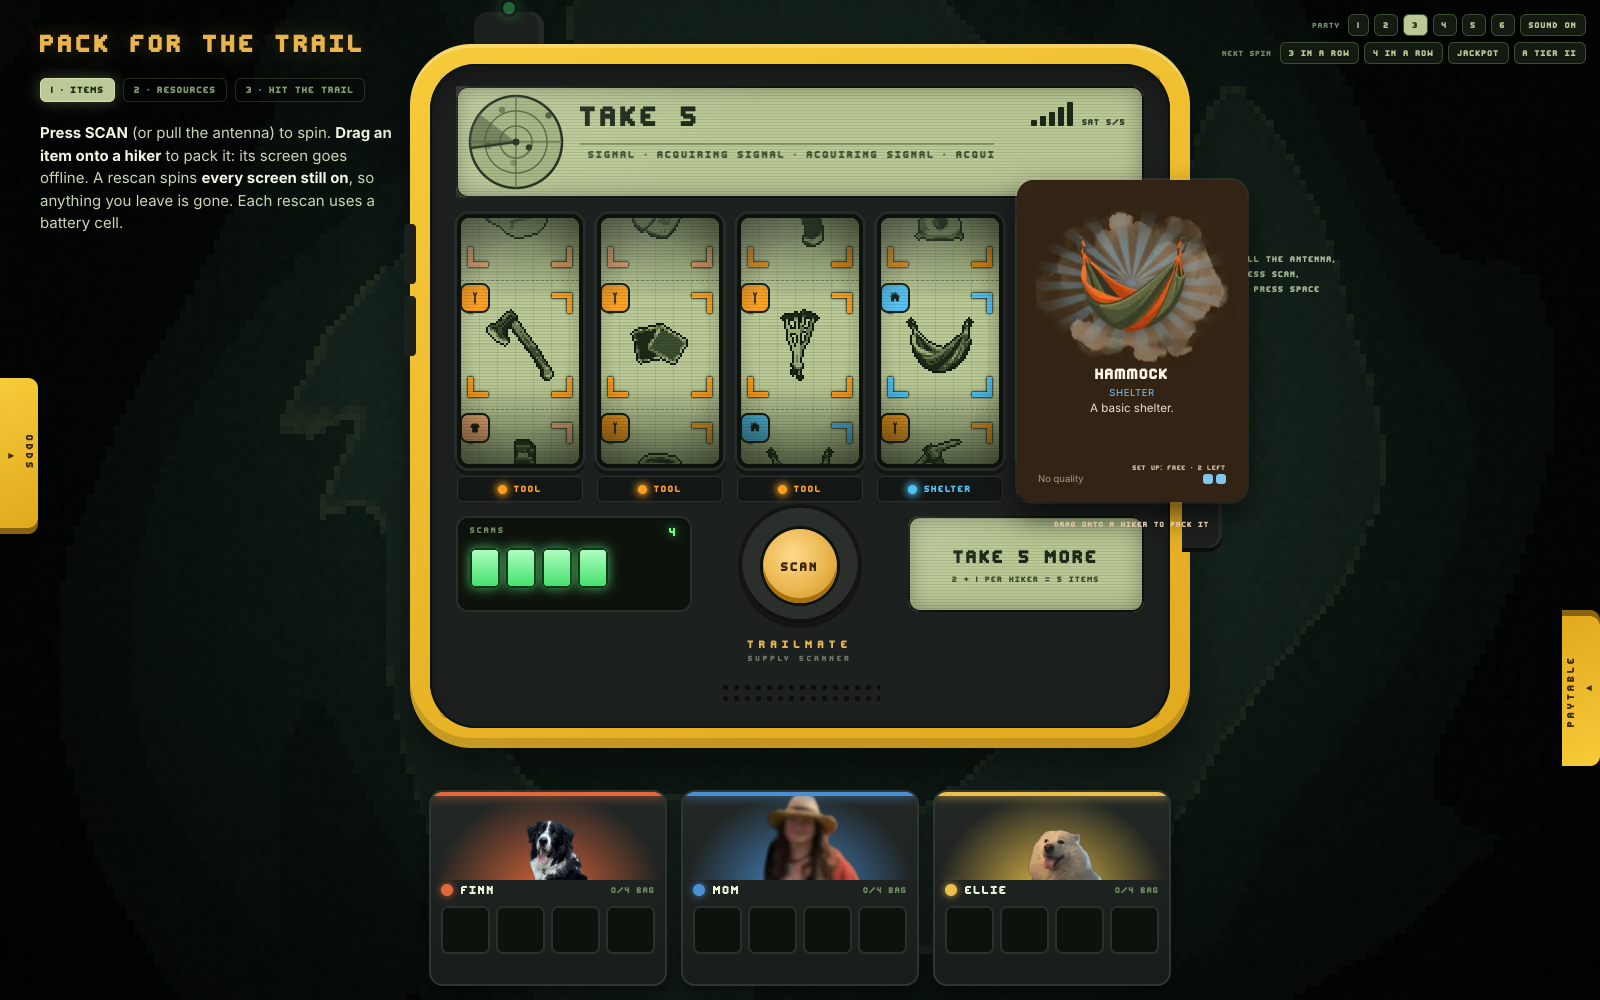 PACK FOR THE TRAIL
1 · ITEMS
2 · RESOURCES
3 · HIT THE TRAIL
Press SCAN (or pull the antenna) to spin. Drag an
item onto a hiker to pack it: its screen goes
offline. A rescan spins every screen still on, so
anything you leave is gone. Each rescan uses a
battery cell.
PARTY 1 2 3 4 5 6 SOUND ON
NEXT SPIN 3 IN A ROW 4 IN A ROW JACKPOT A TIER II
TAKE 5
SAT 5/5
SIGNAL · ACQUIRING SIGNAL · ACQUIRING SIGNAL · ACQUI
LL THE ANTENNA,
ESS SCAN,
PRESS SPACE
HAMMOCK
SHELTER
A basic shelter.
SET UP: FREE · 2 LEFT
No quality
DRAG ONTO A HIKER TO PACK IT
TOOL
TOOL
TOOL
SHELTER
SCANS
4
SCAN
TAKE 5 MORE
2 + 1 PER HIKER = 5 ITEMS
TRAILMATE
SUPPLY SCANNER
ODDS
PAYTABLE
FINN
0/4 BAG
MOM
0/4 BAG
ELLIE
0/4 BAG